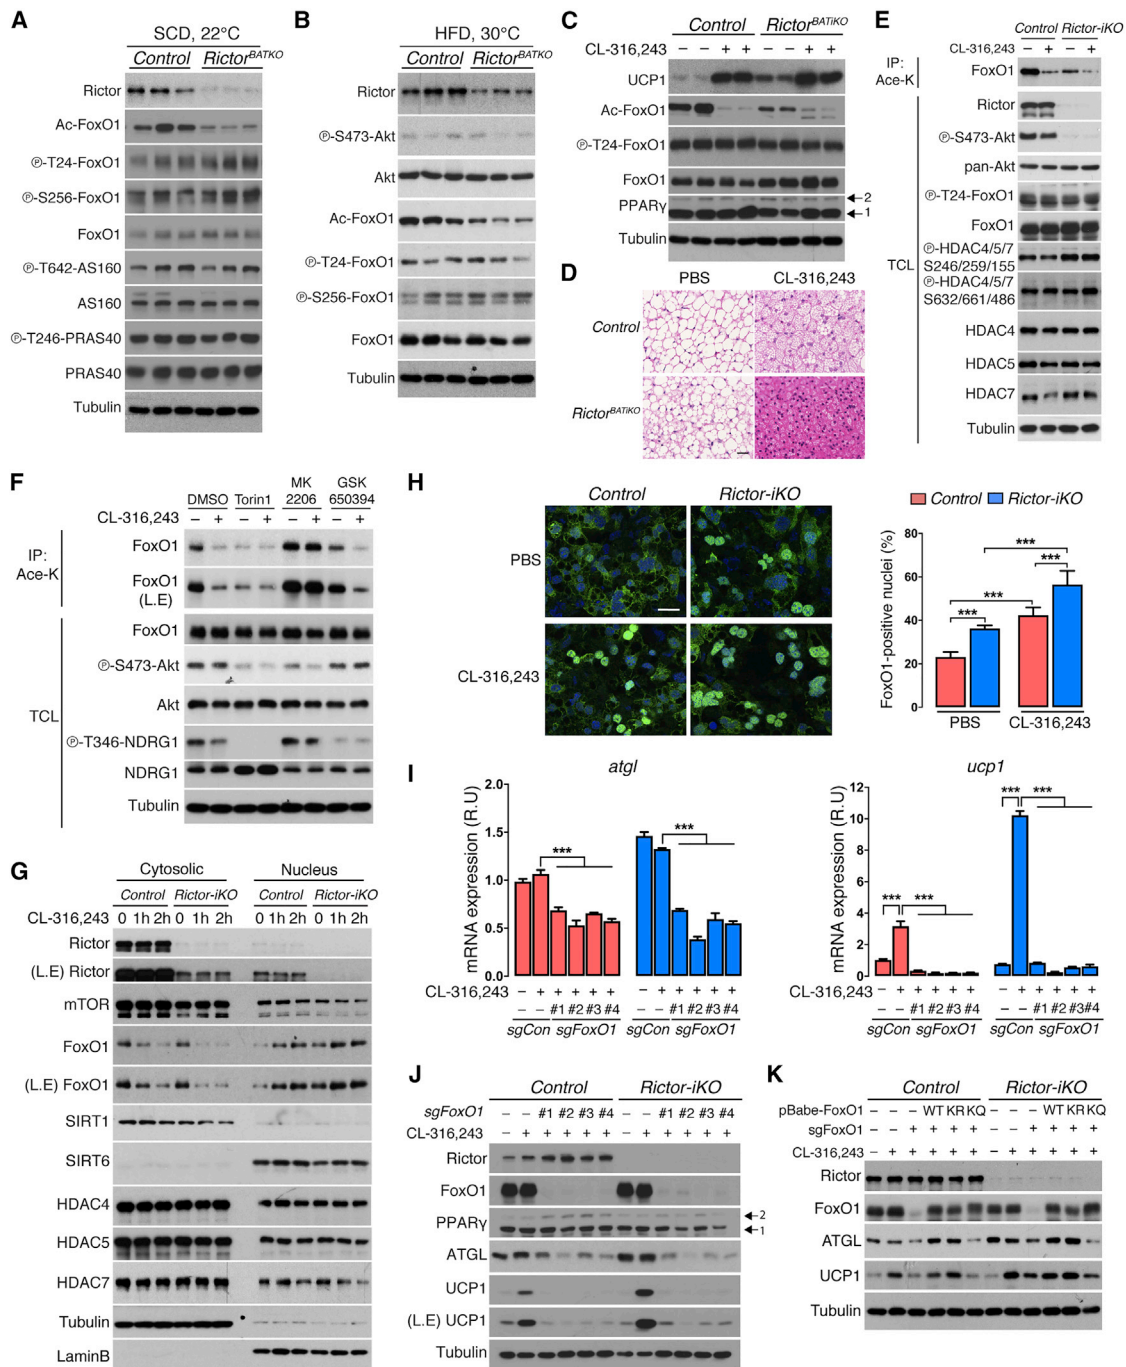 A
SCD, 22°C
Control Rictor^BATKO
Rictor
Ac-FoxO1
Ⓟ-T24-FoxO1
Ⓟ-S256-FoxO1
FoxO1
Ⓟ-T642-AS160
AS160
Ⓟ-T246-PRAS40
PRAS40
Tubulin
B
HFD, 30°C
Control Rictor^BATKO
Rictor
Ⓟ-S473-Akt
Akt
Ac-FoxO1
Ⓟ-T24-FoxO1
Ⓟ-S256-FoxO1
FoxO1
Tubulin
C
Control Rictor^BATiKO
CL-316,243 − − + + − − + +
UCP1
Ac-FoxO1
Ⓟ-T24-FoxO1
FoxO1
PPARγ
2
1
Tubulin
D
PBS CL-316,243
Control
Rictor^BATiKO
E
Control Rictor-iKO
CL-316,243 − + − +
IP:
Ace-K
FoxO1
TCL
Rictor
Ⓟ-S473-Akt
pan-Akt
Ⓟ-T24-FoxO1
FoxO1
Ⓟ-HDAC4/5/7
S246/259/155
Ⓟ-HDAC4/5/7
S632/661/486
HDAC4
HDAC5
HDAC7
Tubulin
F
DMSO Torin1 MK 2206 GSK 650394
CL-316,243 − + − + − + − +
IP:
Ace-K
FoxO1
FoxO1
(L.E)
TCL
FoxO1
Ⓟ-S473-Akt
Akt
Ⓟ-T346-NDRG1
NDRG1
Tubulin
G
Cytosolic Nucleus
Control Rictor-iKO Control Rictor-iKO
CL-316,243 0 1h 2h 0 1h 2h 0 1h 2h 0 1h 2h
Rictor
(L.E) Rictor
mTOR
FoxO1
(L.E) FoxO1
SIRT1
SIRT6
HDAC4
HDAC5
HDAC7
Tubulin
LaminB
H
Control Rictor-iKO
PBS
CL-316,243
Control Rictor-iKO
FoxO1-positive nuclei (%)
80
60
40
20
0
***
***
***
***
PBS CL-316,243
I
atgl
mRNA expression (R.U)
1.5
1.0
0.5
0.0
*** ***
CL-316,243 − + + + + + − + + + + +
#1 #2 #3 #4 #1 #2 #3 #4
sgCon sgFoxO1 sgCon sgFoxO1
ucp1
mRNA expression (R.U)
12
10
8
6
4
2
0
*** *** *** ***
CL-316,243 − + + + + + − + + + + +
#1 #2 #3 #4 #1 #2 #3 #4
sgCon sgFoxO1 sgCon sgFoxO1
J
Control Rictor-iKO
sgFoxO1 − − #1 #2 #3 #4 − − #1 #2 #3 #4
CL-316,243 − + + + + + − + + + + +
Rictor
FoxO1
PPARγ
2
1
ATGL
UCP1
(L.E) UCP1
Tubulin
K
Control Rictor-iKO
pBabe-FoxO1 − − − WT KR KQ − − − WT KR KQ
sgFoxO1 − − + + + + − − + + + +
CL-316,243 − + + + + + − + + + + +
Rictor
FoxO1
ATGL
UCP1
Tubulin